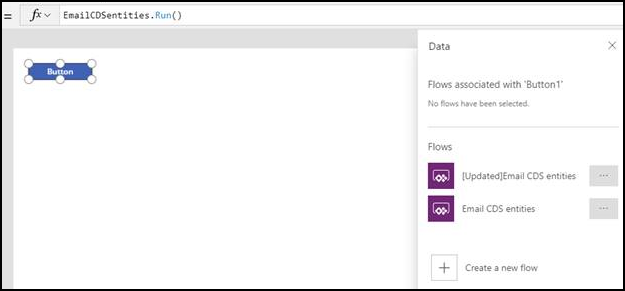 = fx EmailCDSentities.Run()
Button
Data
Flows associated with 'Button1'
No flows have been selected.
Flows
[Updated]Email CDS entities
...
Email CDS entities
...
Create a new flow